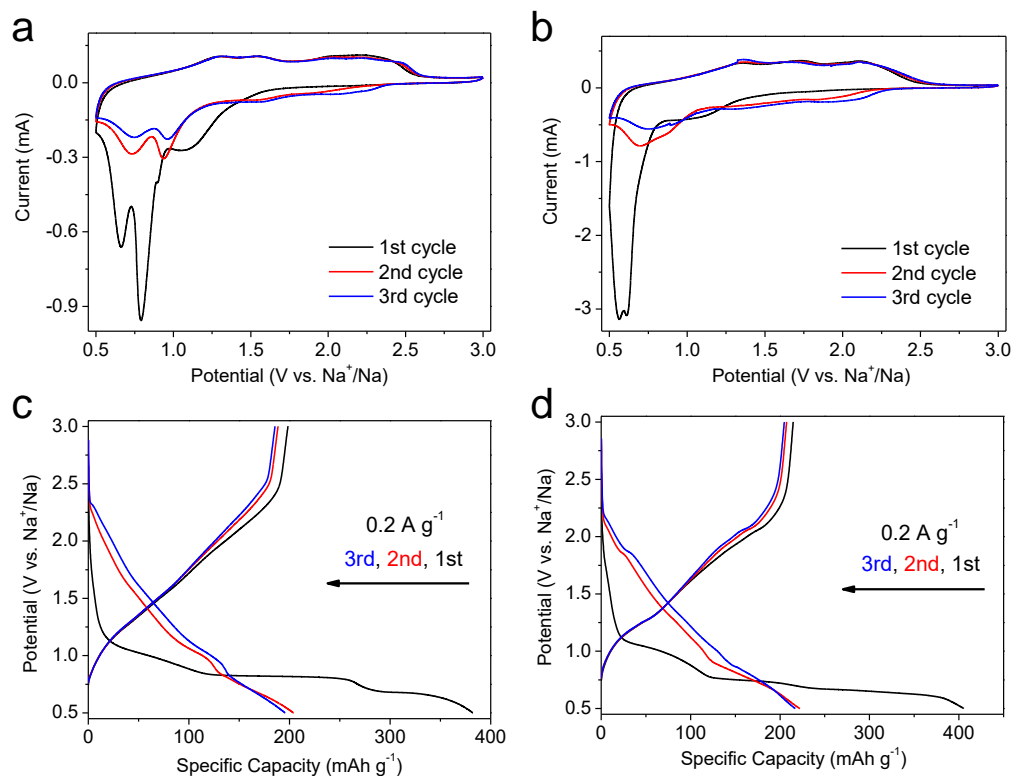 a
0.0
-0.3
-0.6
-0.9
Current (mA)
1st cycle
2nd cycle
3rd cycle
0.5 1.0 1.5 2.0 2.5 3.0
Potential (V vs. Na⁺/Na)
b
0
-1
-2
-3
Current (mA)
1st cycle
2nd cycle
3rd cycle
0.5 1.0 1.5 2.0 2.5 3.0
Potential (V vs. Na⁺/Na)
c
3.0
2.5
2.0
1.5
1.0
0.5
Potential (V vs. Na⁺/Na)
0.2 A g⁻¹
3rd, 2nd, 1st
0 100 200 300 400
Specific Capacity (mAh g⁻¹)
d
3.0
2.5
2.0
1.5
1.0
0.5
Potential (V vs. Na⁺/Na)
0.2 A g⁻¹
3rd, 2nd, 1st
0 100 200 300 400
Specific Capacity (mAh g⁻¹)